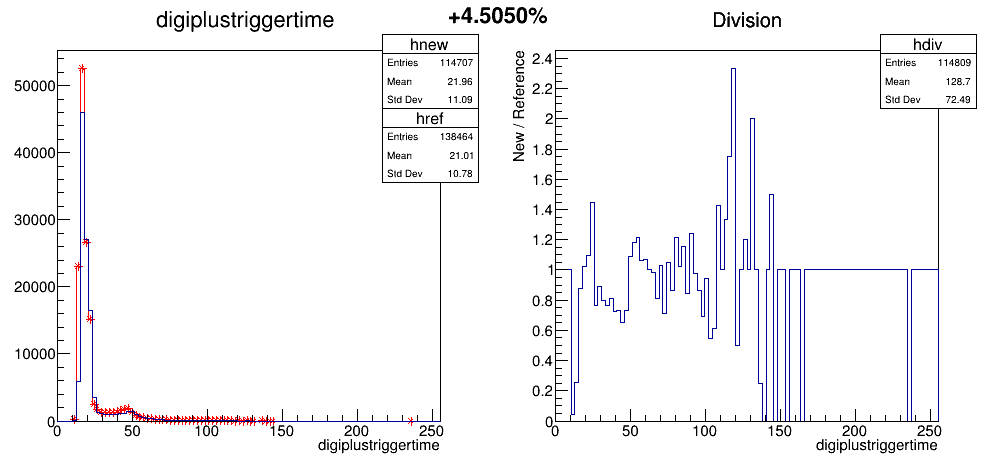 +4.5050%
digiplustriggertime
hnew
Entries 114707
Mean 21.96
Std Dev 11.09
href
Entries 138464
Mean 21.01
Std Dev 10.78
50000
40000
30000
20000
10000
0
0 50 100 150 200 250
digiplustriggertime
Division
hdiv
Entries 114809
Mean 128.7
Std Dev 72.49
New / Reference
2.4
2.2
2
1.8
1.6
1.4
1.2
1
0.8
0.6
0.4
0.2
0
0 50 100 150 200 250
digiplustriggertime